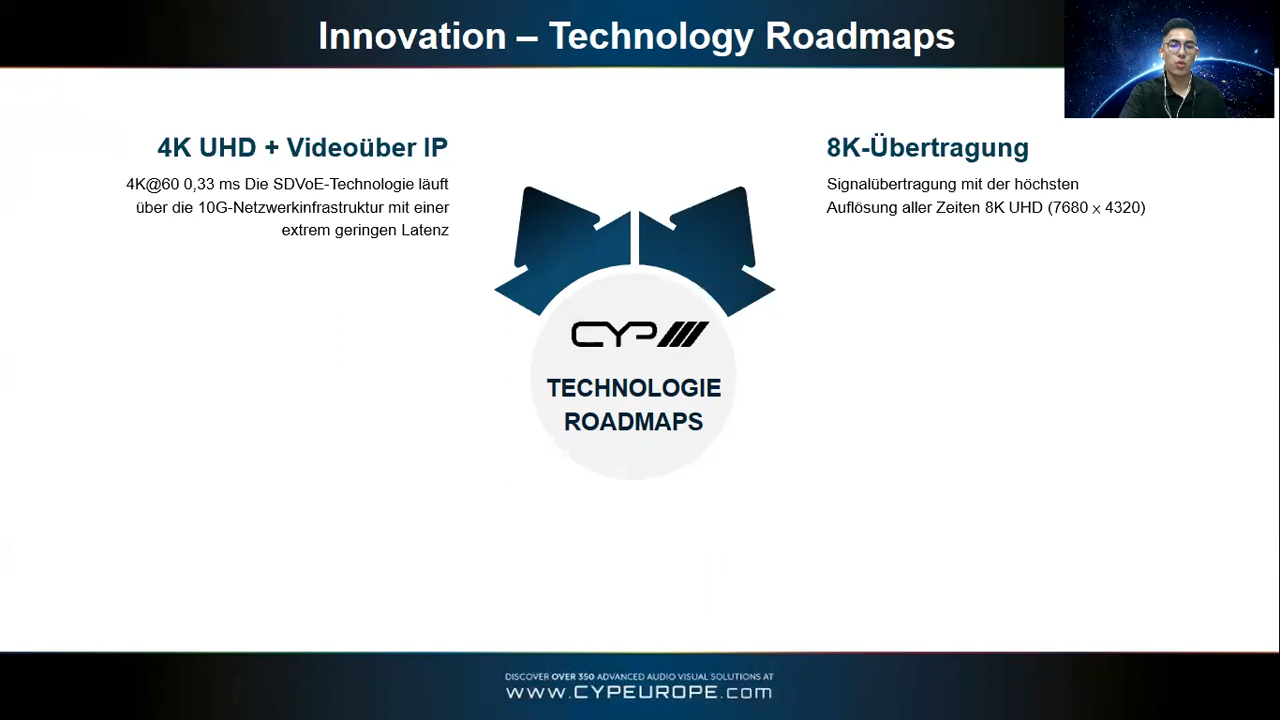 Innovation – Technology Roadmaps
4K UHD + Videoüber IP
4K@60 0,33 ms Die SDVoE-Technologie läuft
über die 10G-Netzwerkinfrastruktur mit einer
extrem geringen Latenz
8K-Übertragung
Signalübertragung mit der höchsten
Auflösung aller Zeiten 8K UHD (7680 x 4320)
CYP
TECHNOLOGIE
ROADMAPS
DISCOVER OVER 350 ADVANCED AUDIO VISUAL SOLUTIONS AT
www.CYPEUROPE.com